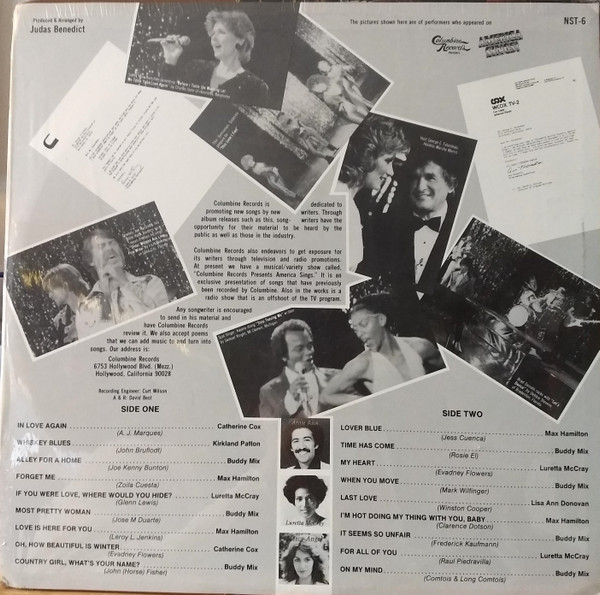 Produced & Arranged by
Judas Benedict
The pictures shown here are of performers who appeared on
Columbine
Records
PRESENTS
AMERICA
SINGS
NST-6
COX
WCOX TV-2
Columbine Records is dedicated to
promoting new songs by new writers. Through
album releases such as this, song- writers have the
opportunity for their material to be heard by the
public as well as those in the industry.
Columbine Records also endeavors to get exposure for
its writers through television and radio promotions.
At present we have a musical/variety show called,
"Columbine Records Presents America Sings." It is an
exclusive presentation of songs that have previously
been recorded by Columbine. Also in the works is a
radio show that is an offshoot of the TV program.
Any songwriter is encouraged
to send in his material and
have Columbine Records
review it. We also accept poems
that we can add music to and turn into
songs. Our address is:
Columbine Records
6753 Hollywood Blvd. (Mezz.)
Hollywood, California 90028
Recording Engineer: Curt Wilson
A & R: David Best
SIDE ONE
IN LOVE AGAIN Catherine Cox
(A. J. Marques)
WHISKEY BLUES Kirkland Patton
(John Bruflodt)
ALLEY FOR A HOME Buddy Mix
(Joe Kenny Bunton)
FORGET ME Max Hamilton
(Zoila Cuesta)
IF YOU WERE LOVE, WHERE WOULD YOU HIDE? Luretta McCray
(Glenn Lewis)
MOST PRETTY WOMAN Buddy Mix
(Jose M Duarte)
LOVE IS HERE FOR YOU Max Hamilton
(Leroy L. Jenkins)
OH, HOW BEAUTIFUL IS WINTER Catherine Cox
(Evadney Flowers)
COUNTRY GIRL, WHAT'S YOUR NAME? Buddy Mix
(John (Horse) Fisher)
Luretta McCray
SIDE TWO
LOVER BLUE Max Hamilton
(Jess Cuenca)
TIME HAS COME Buddy Mix
(Rosie El)
MY HEART Luretta McCray
(Evadney Flowers)
WHEN YOU MOVE Buddy Mix
(Mark Wilfinger)
LAST LOVE Lisa Ann Donovan
(Winston Cooper)
I'M HOT DOING MY THING WITH YOU, BABY Max Hamilton
(Clarence Dotson)
IT SEEMS SO UNFAIR Buddy Mix
(Frederick Kaufmann)
FOR ALL OF YOU Luretta McCray
(Raul Piedravilla)
ON MY MIND Buddy Mix
(Comtois & Long Comtois)